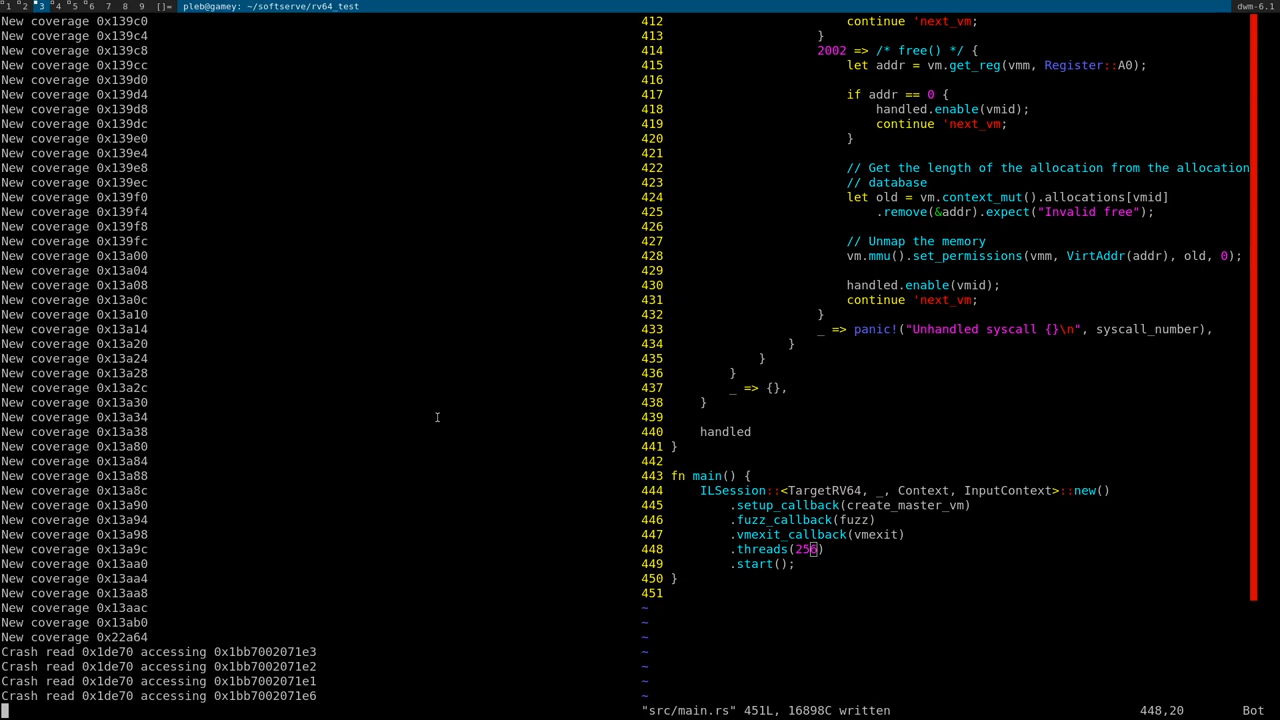 1 2 3 4 5 6 7 8 9 []= pleb@gamey: ~/softserve/rv64_test dwm-6.1
New coverage 0x139c0
New coverage 0x139c4
New coverage 0x139c8
New coverage 0x139cc
New coverage 0x139d0
New coverage 0x139d4
New coverage 0x139d8
New coverage 0x139dc
New coverage 0x139e0
New coverage 0x139e4
New coverage 0x139e8
New coverage 0x139ec
New coverage 0x139f0
New coverage 0x139f4
New coverage 0x139f8
New coverage 0x139fc
New coverage 0x13a00
New coverage 0x13a04
New coverage 0x13a08
New coverage 0x13a0c
New coverage 0x13a10
New coverage 0x13a14
New coverage 0x13a20
New coverage 0x13a24
New coverage 0x13a28
New coverage 0x13a2c
New coverage 0x13a30
New coverage 0x13a34
New coverage 0x13a38
New coverage 0x13a80
New coverage 0x13a84
New coverage 0x13a88
New coverage 0x13a8c
New coverage 0x13a90
New coverage 0x13a94
New coverage 0x13a98
New coverage 0x13a9c
New coverage 0x13aa0
New coverage 0x13aa4
New coverage 0x13aa8
New coverage 0x13aac
New coverage 0x13ab0
New coverage 0x22a64
Crash read 0x1de70 accessing 0x1bb7002071e3
Crash read 0x1de70 accessing 0x1bb7002071e2
Crash read 0x1de70 accessing 0x1bb7002071e1
Crash read 0x1de70 accessing 0x1bb7002071e6
412                         continue 'next_vm;
413                     }
414                     2002 => /* free() */ {
415                         let addr = vm.get_reg(vmm, Register::A0);
416
417                         if addr == 0 {
418                             handled.enable(vmid);
419                             continue 'next_vm;
420                         }
421
422                         // Get the length of the allocation from the allocation
423                         // database
424                         let old = vm.context_mut().allocations[vmid]
425                             .remove(&addr).expect("Invalid free");
426
427                         // Unmap the memory
428                         vm.mmu().set_permissions(vmm, VirtAddr(addr), old, 0);
429
430                         handled.enable(vmid);
431                         continue 'next_vm;
432                     }
433                     _ => panic!("Unhandled syscall {}\n", syscall_number),
434                 }
435             }
436         }
437         _ => {},
438     }
439
440     handled
441 }
442
443 fn main() {
444     ILSession::<TargetRV64, _, Context, InputContext>::new()
445         .setup_callback(create_master_vm)
446         .fuzz_callback(fuzz)
447         .vmexit_callback(vmexit)
448         .threads(256)
449         .start();
450 }
451
~
~
~
~
~
~
~
"src/main.rs" 451L, 16898C written 448,20 Bot